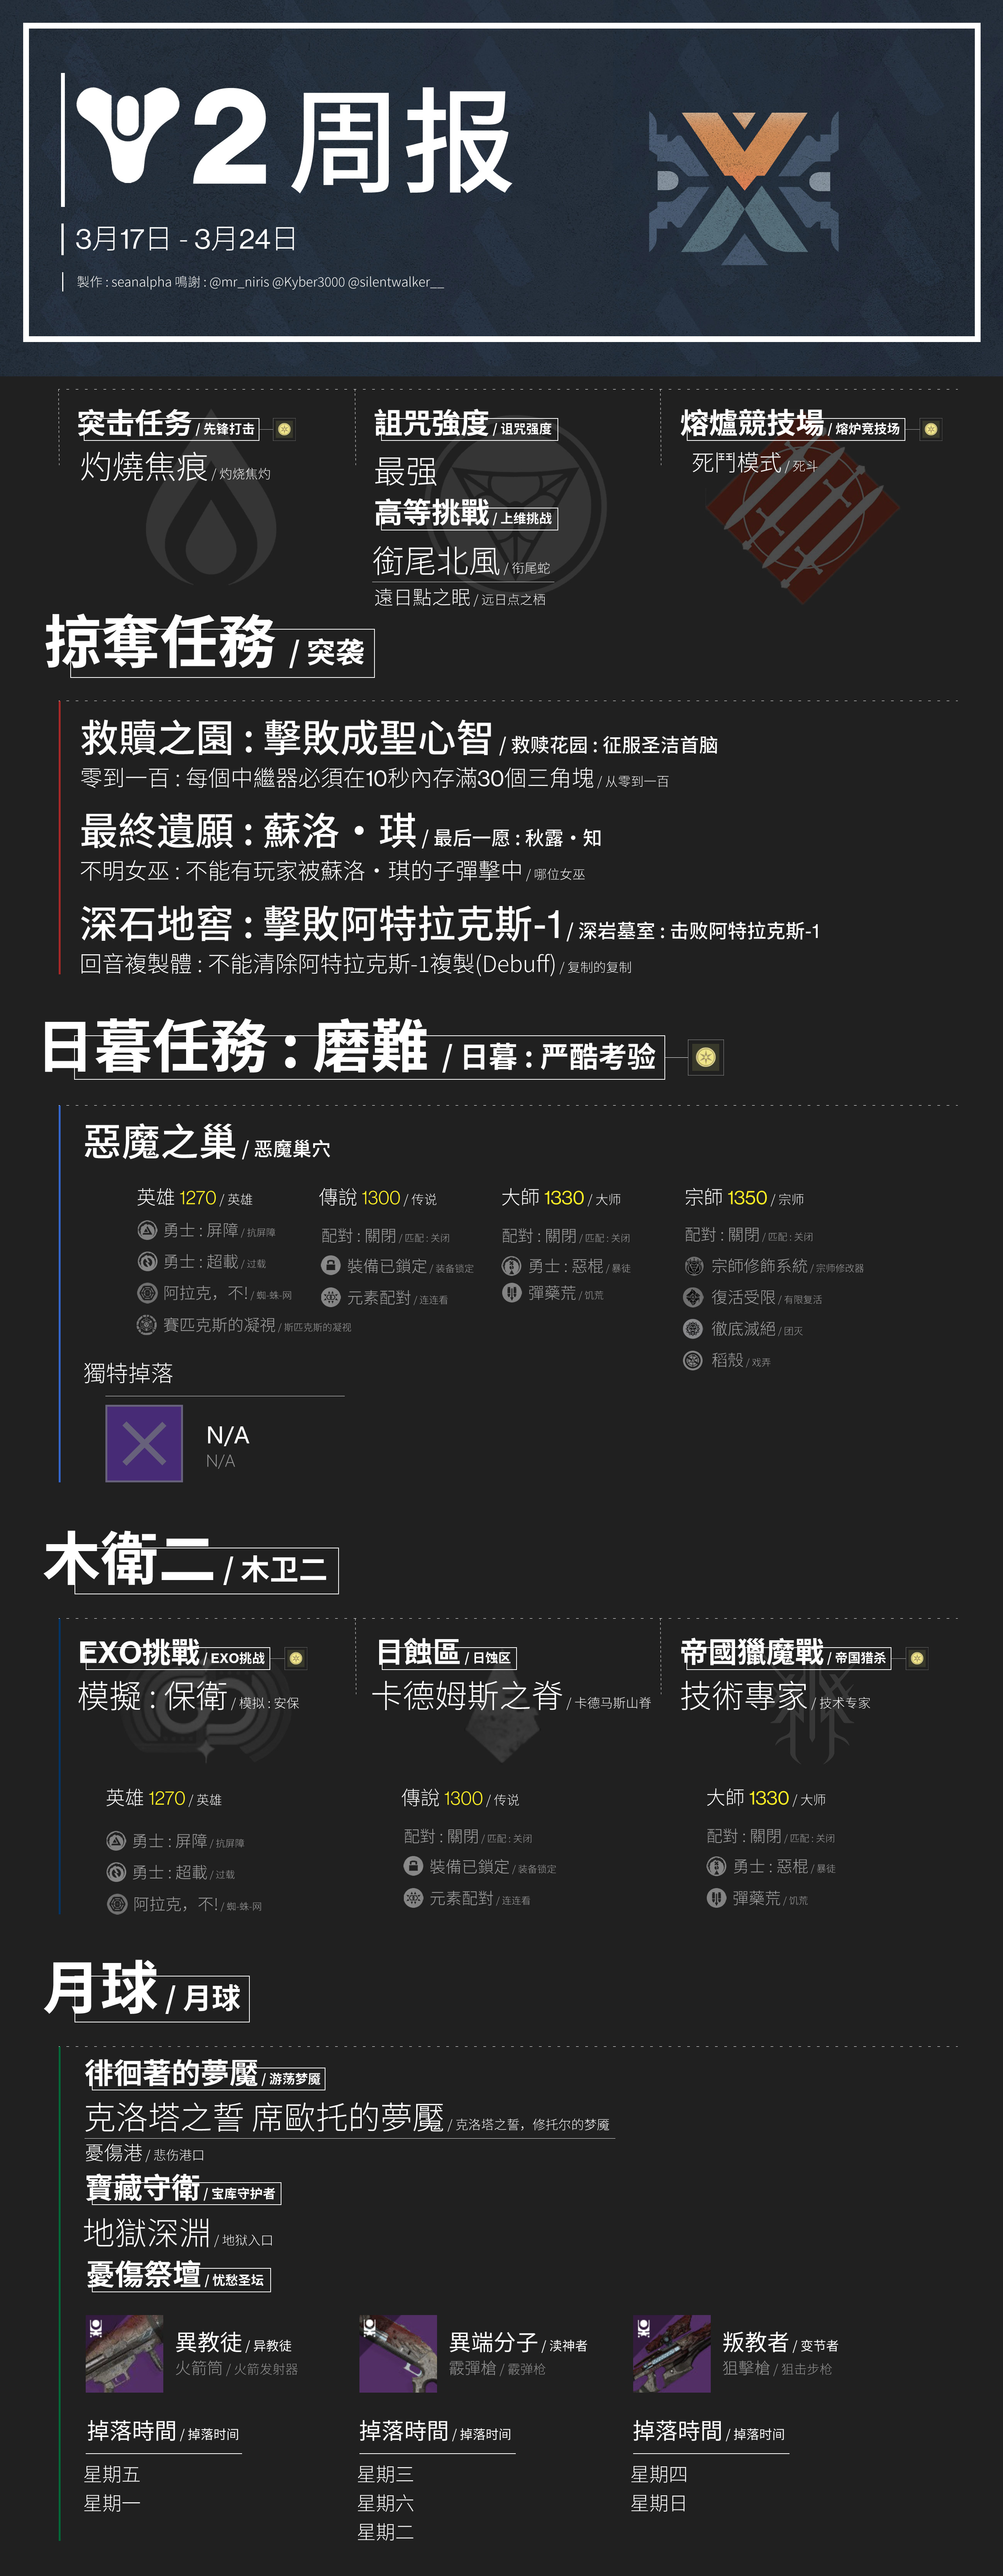 2 周报
3月17日 - 3月24日
製作 : seanalpha 鳴謝 : @mr_niris @Kyber3000 @silentwalker__
突击任务 / 先锋打击
灼燒焦痕 / 灼烧焦灼
詛咒強度 / 诅咒强度
最强
高等挑戰 / 上维挑战
銜尾北風 / 衔尾蛇
遠日點之眠 / 远日点之栖
熔爐競技場 / 熔炉竞技场
死鬥模式 / 死斗
掠奪任務 / 突袭
救贖之園 : 擊敗成聖心智 / 救赎花园 : 征服圣洁首脑
零到一百 : 每個中繼器必須在10秒內存滿30個三角塊 / 从零到一百
最終遺願 : 蘇洛・琪 / 最后一愿 : 秋露・知
不明女巫 : 不能有玩家被蘇洛・琪的子彈擊中 / 哪位女巫
深石地窖 : 擊敗阿特拉克斯-1 / 深岩墓室 : 击败阿特拉克斯-1
回音複製體 : 不能清除阿特拉克斯-1複製(Debuff) / 复制的复制
日暮任務 : 磨難 / 日暮 : 严酷考验
惡魔之巢 / 恶魔巢穴
英雄 1270 / 英雄
勇士 : 屏障 / 抗屏障
勇士 : 超載 / 过载
阿拉克，不! / 蜘-蛛-网
賽匹克斯的凝視 / 斯匹克斯的凝视
傳說 1300 / 传说
配對 : 關閉 / 匹配 : 关闭
裝備已鎖定 / 装备锁定
元素配對 / 连连看
大師 1330 / 大师
配對 : 關閉 / 匹配 : 关闭
勇士 : 惡棍 / 暴徒
彈藥荒 / 饥荒
宗師 1350 / 宗师
配對 : 關閉 / 匹配 : 关闭
宗師修飾系統 / 宗师修改器
復活受限 / 有限复活
徹底滅絕 / 团灭
稻殼 / 戏弄
獨特掉落
N/A
N/A
木衛二 / 木卫二
EXO挑戰 / EXO挑战
模擬 : 保衛 / 模拟 : 安保
日蝕區 / 日蚀区
卡德姆斯之脊 / 卡德马斯山脊
帝國獵魔戰 / 帝国猎杀
技術專家 / 技术专家
英雄 1270 / 英雄
勇士 : 屏障 / 抗屏障
勇士 : 超載 / 过载
阿拉克，不! / 蜘-蛛-网
傳說 1300 / 传说
配對 : 關閉 / 匹配 : 关闭
裝備已鎖定 / 装备锁定
元素配對 / 连连看
大師 1330 / 大师
配對 : 關閉 / 匹配 : 关闭
勇士 : 惡棍 / 暴徒
彈藥荒 / 饥荒
月球 / 月球
徘徊著的夢魘 / 游荡梦魇
克洛塔之誓 席歐托的夢魘 / 克洛塔之誓，修托尔的梦魇
憂傷港 / 悲伤港口
寶藏守衛 / 宝库守护者
地獄深淵 / 地狱入口
憂傷祭壇 / 忧愁圣坛
異教徒 / 异教徒
火箭筒 / 火箭发射器
掉落時間 / 掉落时间
星期五
星期一
異端分子 / 渎神者
霰彈槍 / 霰弹枪
掉落時間 / 掉落时间
星期三
星期六
星期二
叛教者 / 变节者
狙擊槍 / 狙击步枪
掉落時間 / 掉落时间
星期四
星期日